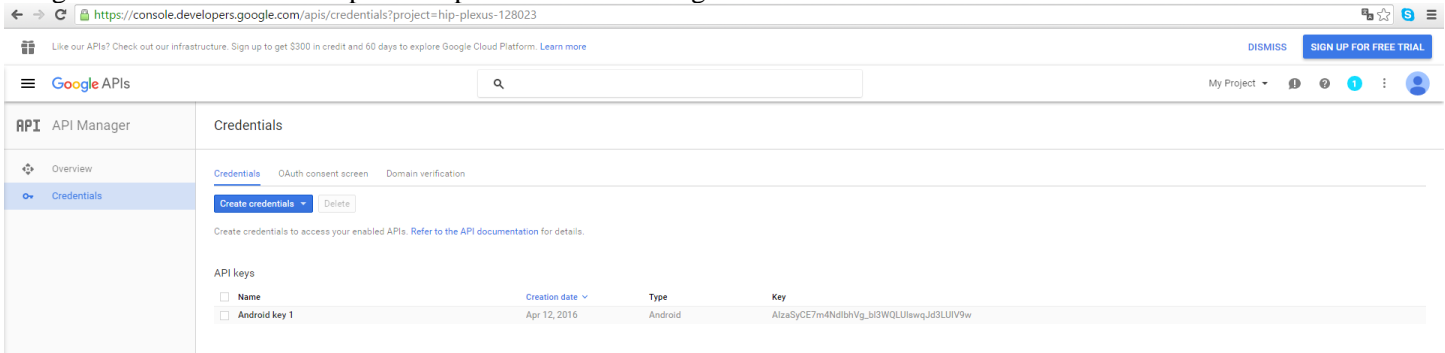 https://console.developers.google.com/apis/credentials?project=hip-plexus-128023
Like our APIs? Check out our infrastructure. Sign up to get $300 in credit and 60 days to explore Google Cloud Platform. Learn more
DISMISS
SIGN UP FOR FREE TRIAL
Google APIs
My Project
1
API API Manager
Credentials
Overview
Credentials
Credentials OAuth consent screen Domain verification
Create credentials Delete
Create credentials to access your enabled APIs. Refer to the API documentation for details.
API keys
Name Creation date Type Key
Android key 1 Apr 12, 2016 Android